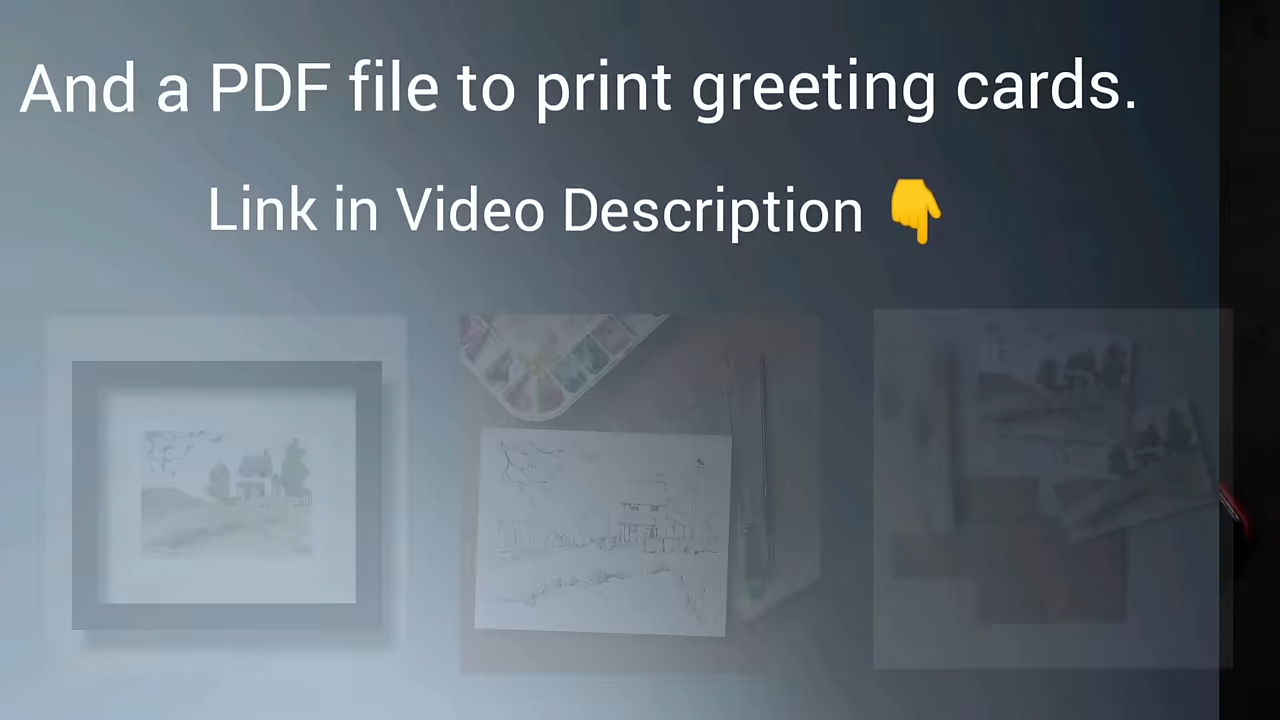 And a PDF file to print greeting cards.
Link in Video Description 👇